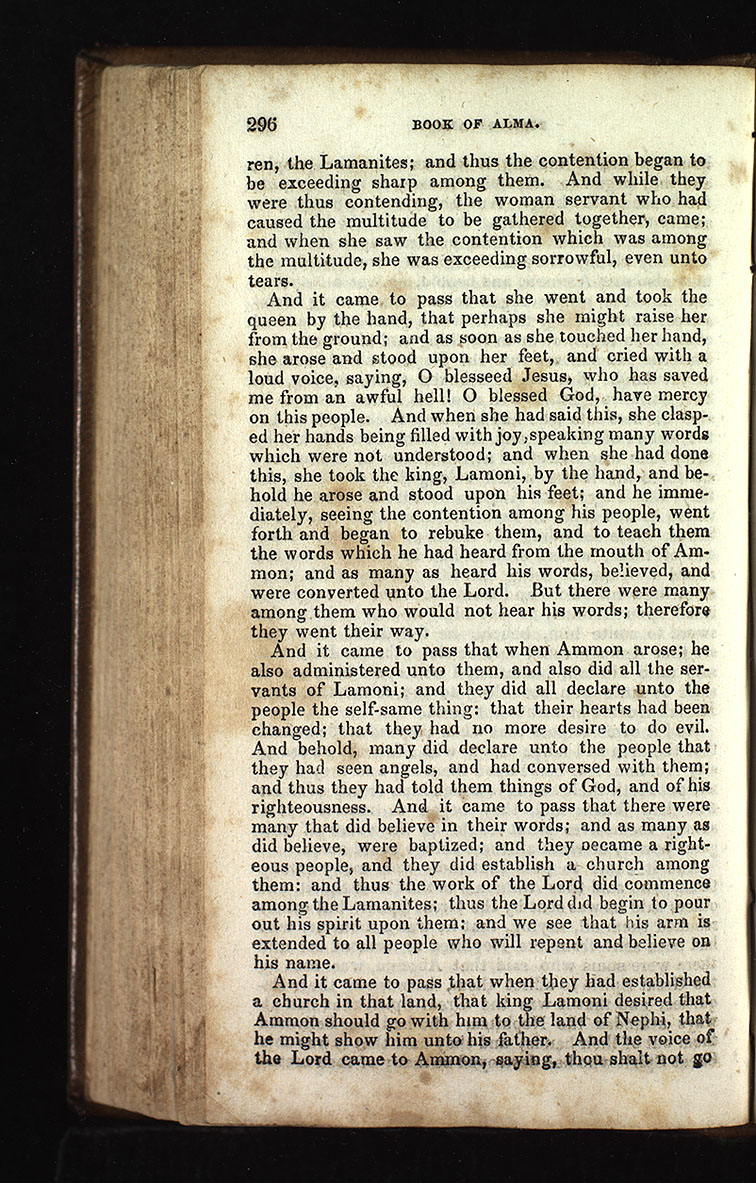 296 BOOK OF ALMA.
ren, the Lamanites; and thus the contention began to
be exceeding sharp among them. And while they
were thus contending, the woman servant who had
caused the multitude to be gathered together, came;
and when she saw the contention which was among
the multitude, she was exceeding sorrowful, even unto
tears.
And it came to pass that she went and took the
queen by the hand, that perhaps she might raise her
from the ground; and as soon as she touched her hand,
she arose and stood upon her feet, and cried with a
loud voice, saying, O blesseed Jesus, who has saved
me from an awful hell! O blessed God, have mercy
on this people. And when she had said this, she clasp-
ed her hands being filled with joy, speaking many words
which were not understood; and when she had done
this, she took the king, Lamoni, by the hand, and be-
hold he arose and stood upon his feet; and he imme-
diately, seeing the contention among his people, went
forth and began to rebuke them, and to teach them
the words which he had heard from the mouth of Am-
mon; and as many as heard his words, believed, and
were converted unto the Lord. But there were many
among them who would not hear his words; therefore
they went their way.
And it came to pass that when Ammon arose; he
also administered unto them, and also did all the ser-
vants of Lamoni; and they did all declare unto the
people the self-same thing: that their hearts had been
changed; that they had no more desire to do evil.
And behold, many did declare unto the people that
they had seen angels, and had conversed with them;
and thus they had told them things of God, and of his
righteousness. And it came to pass that there were
many that did believe in their words; and as many as
did believe, were baptized; and they became a right-
eous people, and they did establish a church among
them: and thus the work of the Lord did commence
among the Lamanites; thus the Lord did begin to pour
out his spirit upon them; and we see that his arm is
extended to all people who will repent and believe on
his name.
And it came to pass that when they had established
a church in that land, that king Lamoni desired that
Ammon should go with him to the land of Nephi, that
he might show him unto his father. And the voice of
the Lord came to Ammon, saying, thou shalt not go